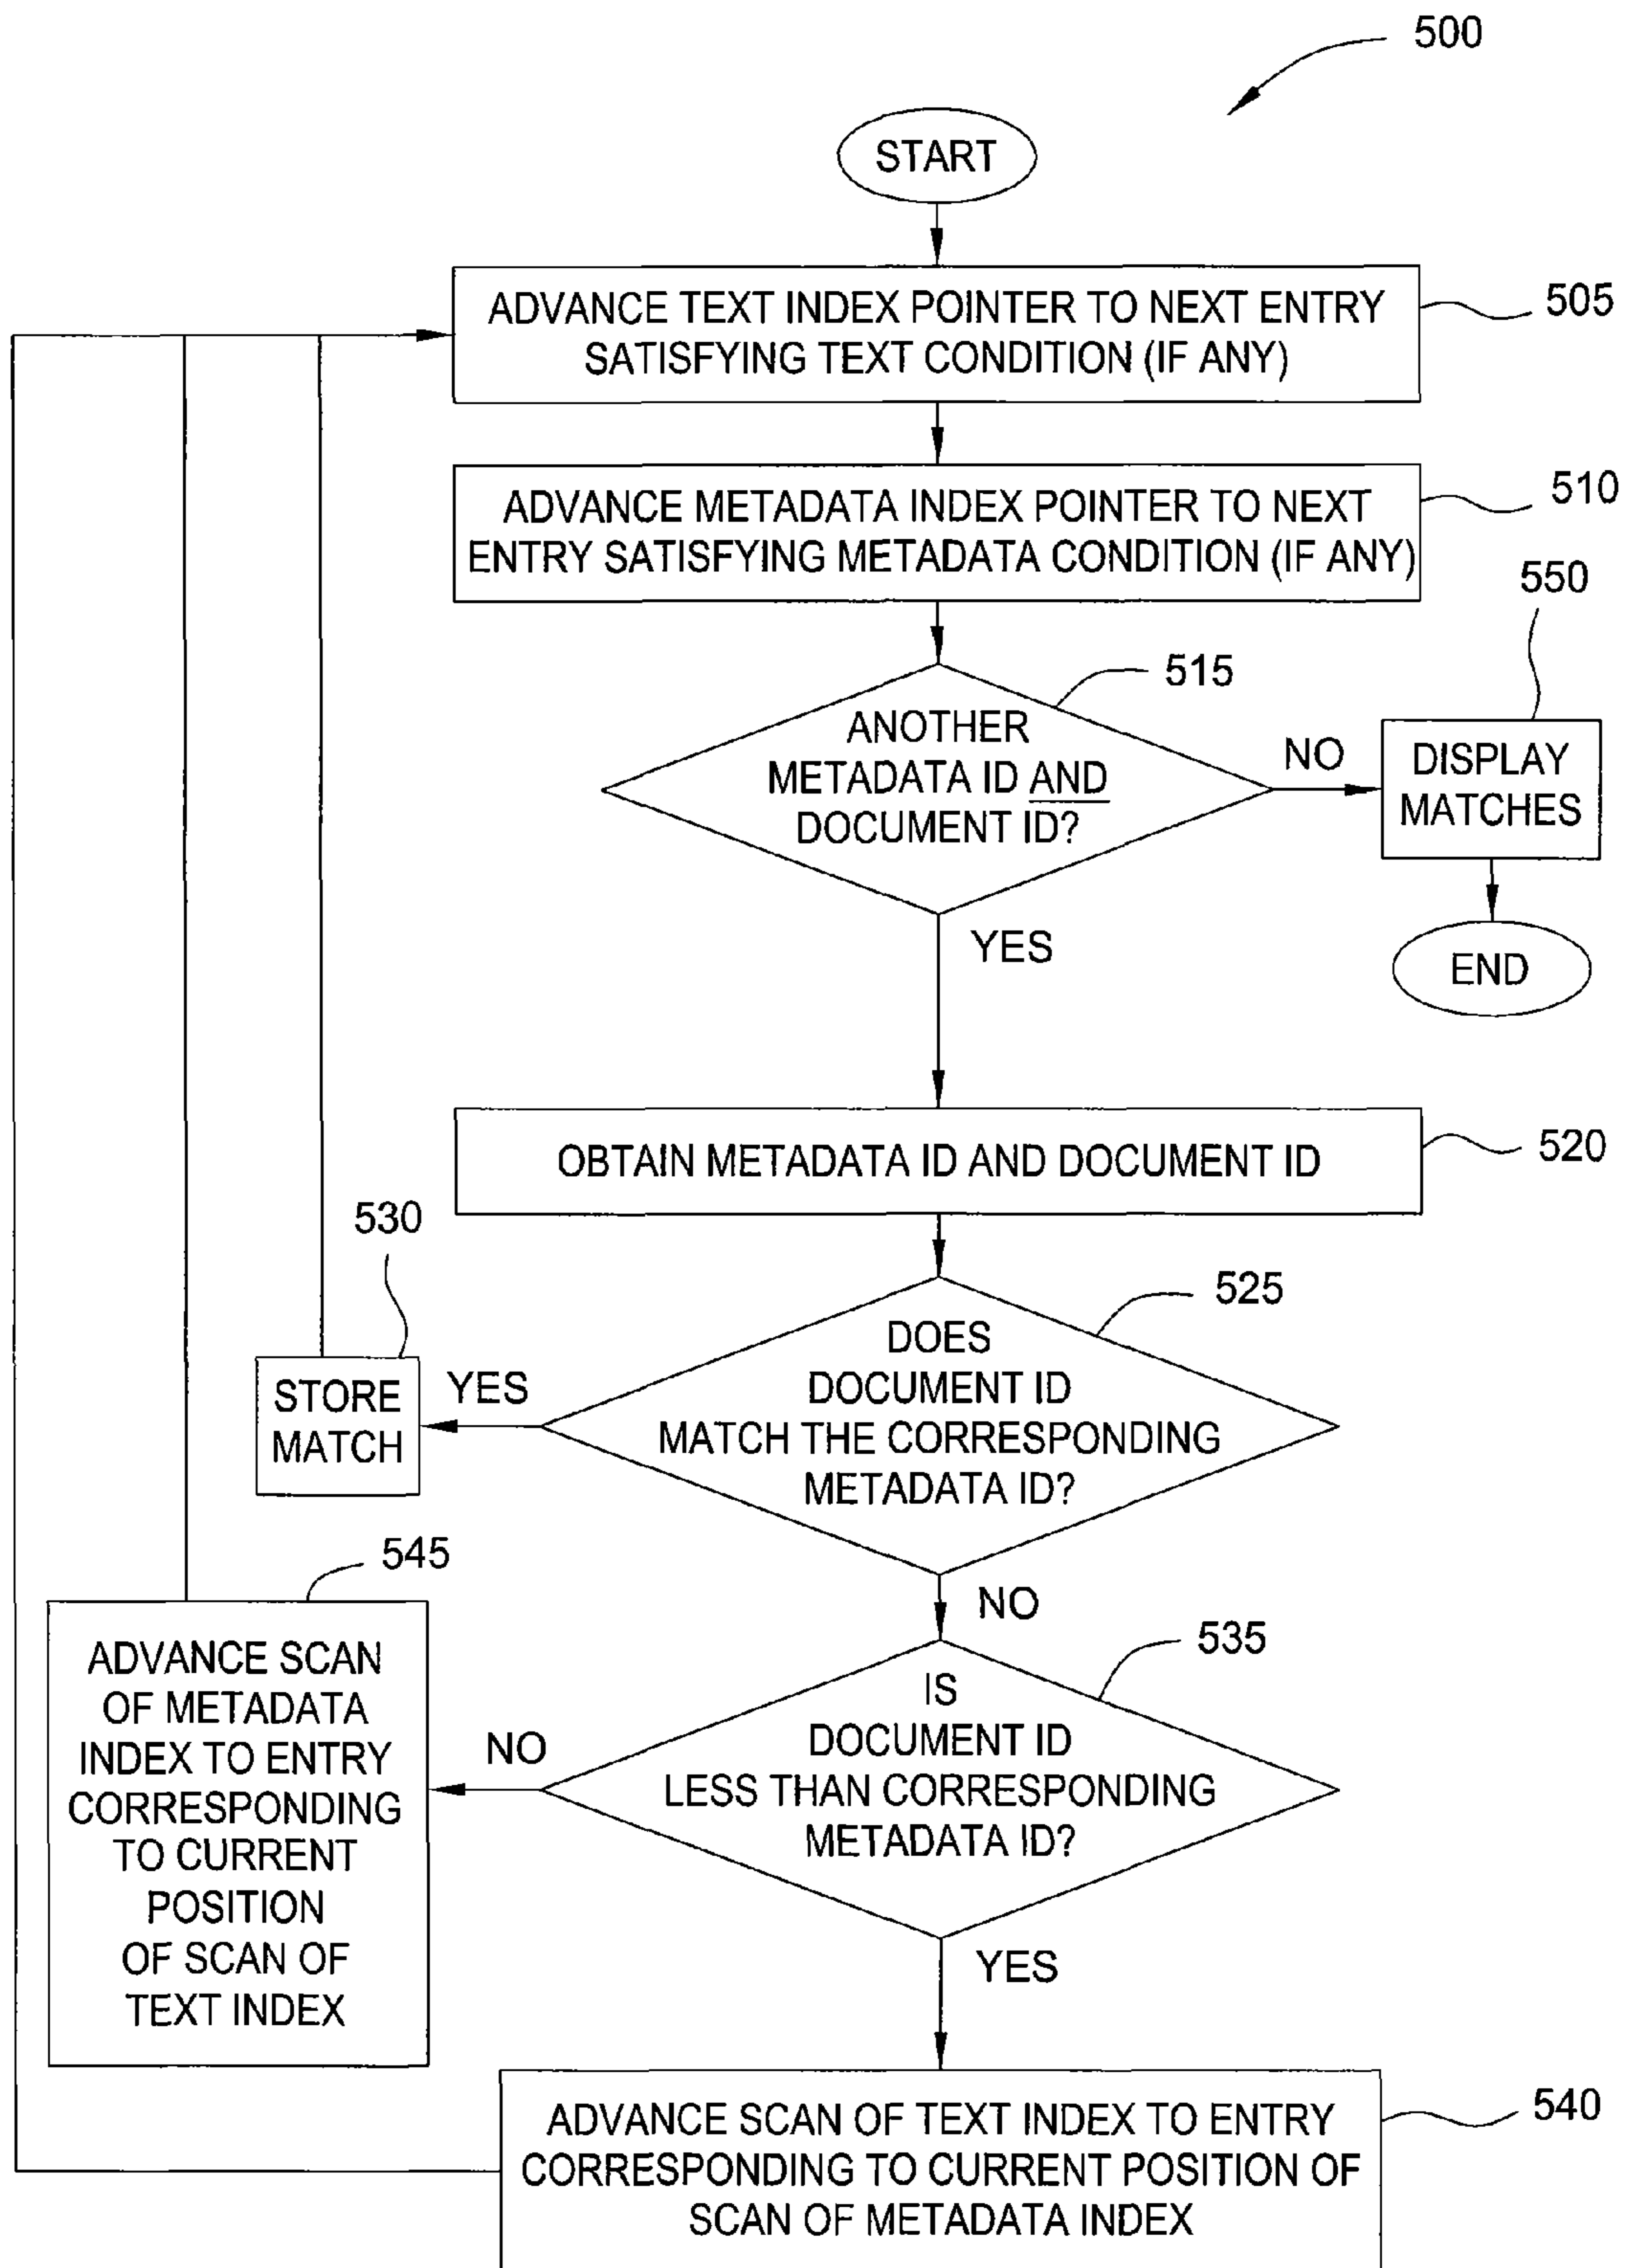 500
START
ADVANCE TEXT INDEX POINTER TO NEXT ENTRY
SATISFYING TEXT CONDITION (IF ANY)
505
ADVANCE METADATA INDEX POINTER TO NEXT
ENTRY SATISFYING METADATA CONDITION (IF ANY)
510
550
515
ANOTHER
METADATA ID AND
DOCUMENT ID?
NO
DISPLAY
MATCHES
YES
END
OBTAIN METADATA ID AND DOCUMENT ID
520
530
525
DOES
DOCUMENT ID
MATCH THE CORRESPONDING
METADATA ID?
YES
STORE
MATCH
545
NO
535
IS
DOCUMENT ID
LESS THAN CORRESPONDING
METADATA ID?
NO
ADVANCE SCAN
OF METADATA
INDEX TO ENTRY
CORRESPONDING
TO CURRENT
POSITION
OF SCAN OF
TEXT INDEX
YES
ADVANCE SCAN OF TEXT INDEX TO ENTRY
CORRESPONDING TO CURRENT POSITION OF
SCAN OF METADATA INDEX
540